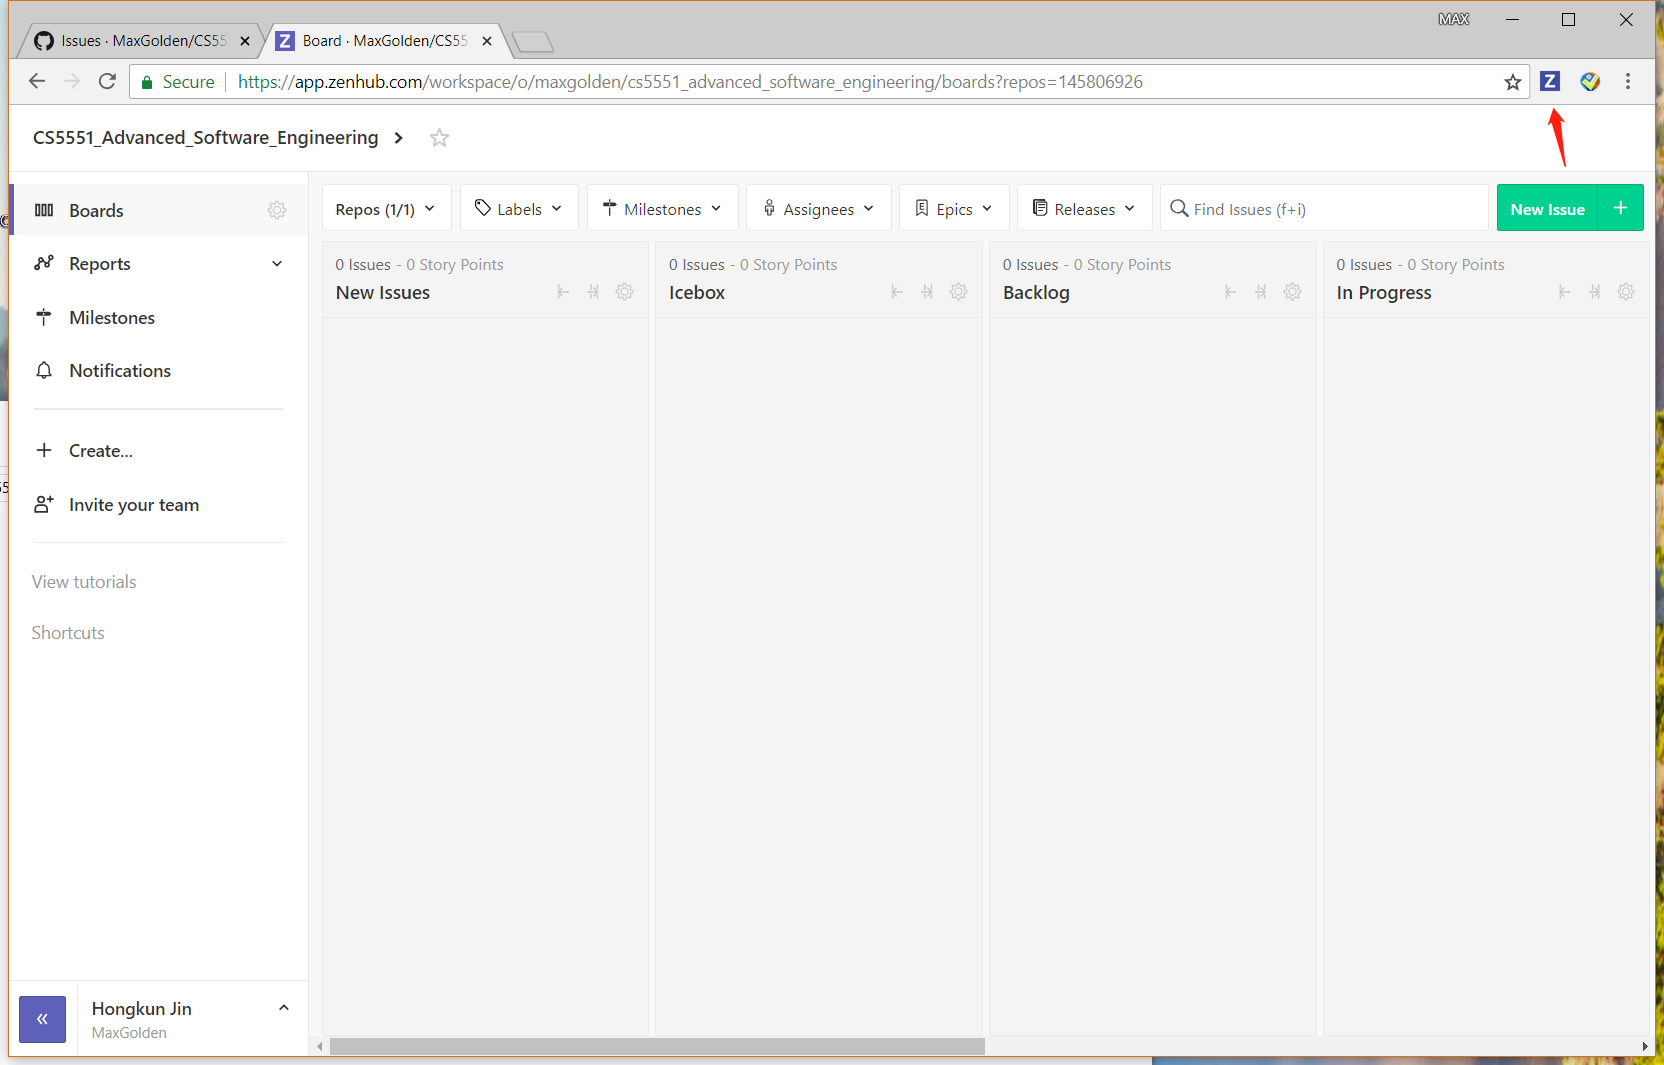 MAX
Issues · MaxGolden/CS55
Board · MaxGolden/CS55
Secure
https://app.zenhub.com/workspace/o/maxgolden/cs5551_advanced_software_engineering/boards?repos=145806926
Z
CS5551_Advanced_Software_Engineering
Boards
Reports
Milestones
Notifications
Create...
Invite your team
View tutorials
Shortcuts
Hongkun Jin
MaxGolden
Repos (1/1)
Labels
Milestones
Assignees
Epics
Releases
Find Issues (f+i)
New Issue
0 Issues - 0 Story Points
New Issues
0 Issues - 0 Story Points
Icebox
0 Issues - 0 Story Points
Backlog
0 Issues - 0 Story Points
In Progress